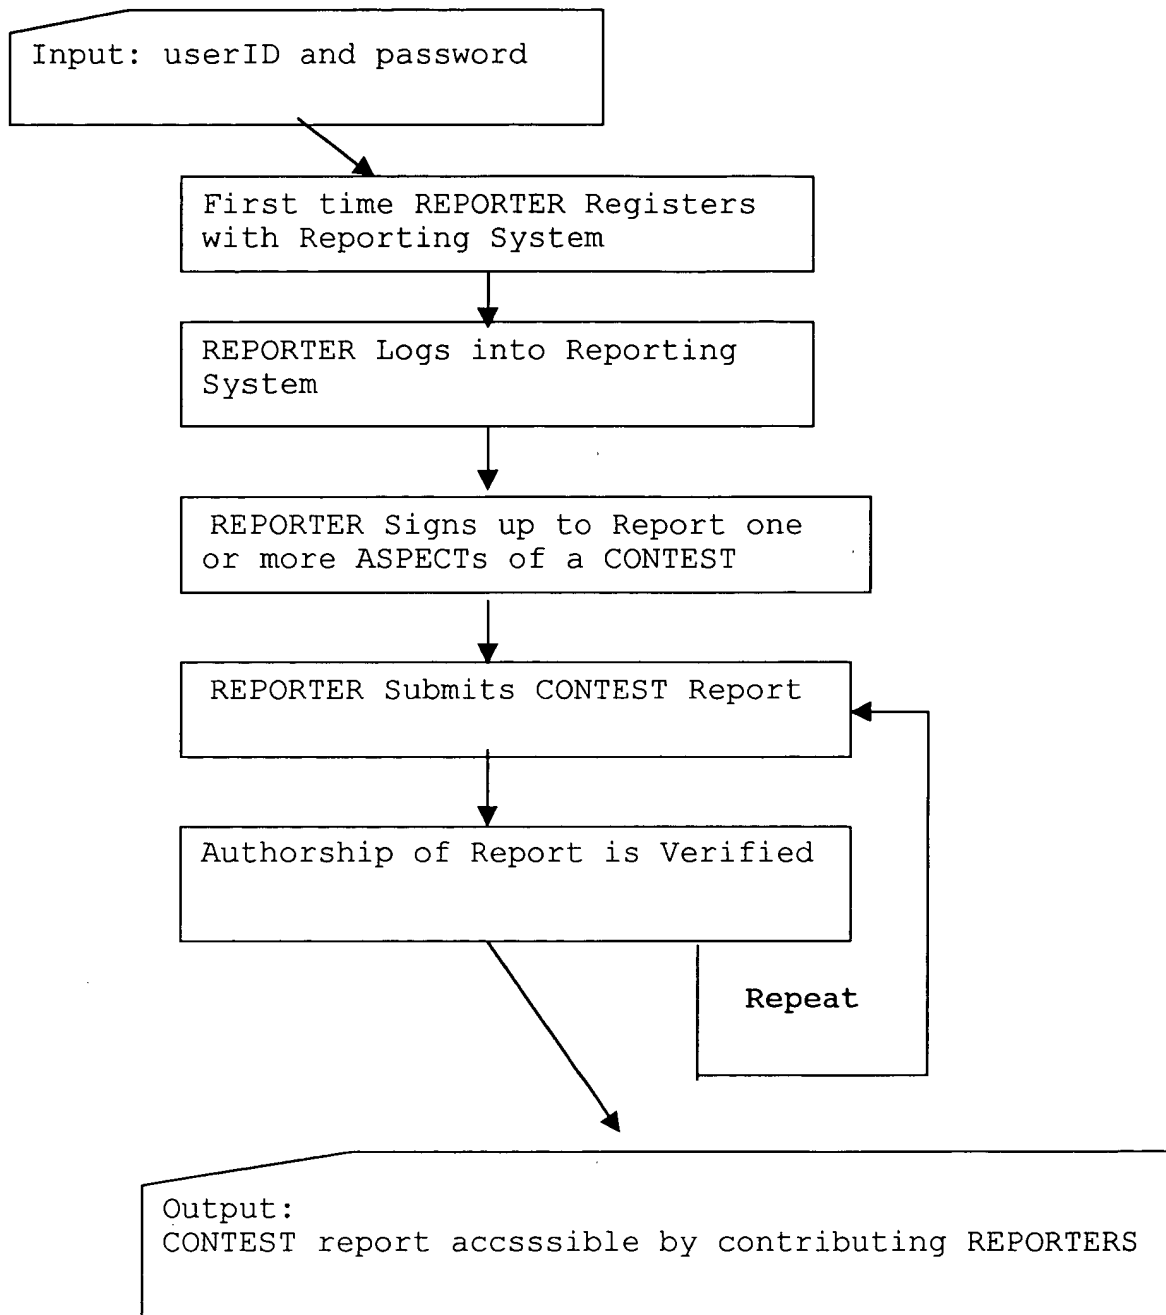 Input: userID and password
First time REPORTER Registers
with Reporting System
REPORTER Logs into Reporting
System
REPORTER Signs up to Report one
or more ASPECTs of a CONTEST
REPORTER Submits CONTEST Report
Authorship of Report is Verified
Repeat
Output:
CONTEST report accsssible by contributing REPORTERS